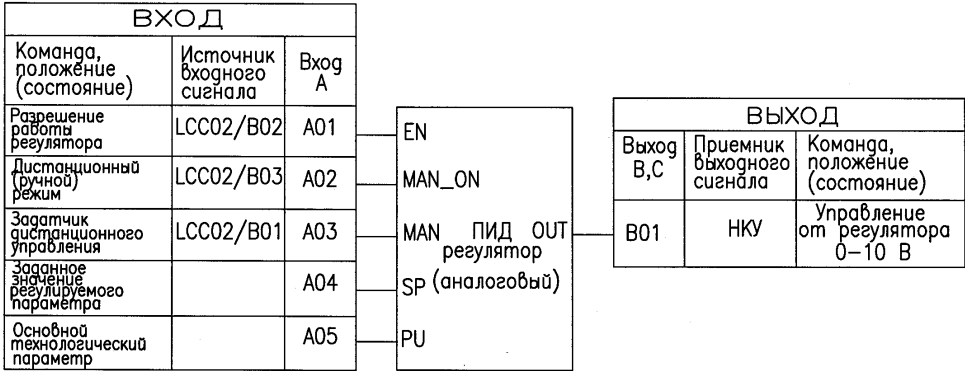 ВХОД
Команда,
положение
(состояние)
Источник
входного
сигнала
Вход
А
Разрешение
работы
регулятора
LCC02/B02
A01
Дистанционный
(ручной)
режим
LCC02/B03
A02
Задатчик
дистанционного
управления
LCC02/B01
A03
Заданное
значение
регулируемого
параметра
A04
Основной
технологический
параметр
A05
EN
MAN_ON
MAN ПИД OUT
регулятор
SP (аналоговый)
PU
ВЫХОД
Выход
В,С
Приемник
выходного
сигнала
Команда,
положение
(состояние)
B01
НКУ
Управление
от регулятора
0–10 В